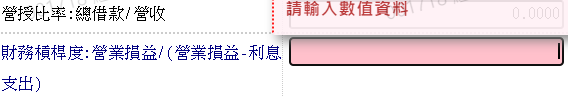 營授比率:總借款/營收
請輸入數值資料
0.0000
財務槓桿度:營業損益/(營業損益-利息
支出)